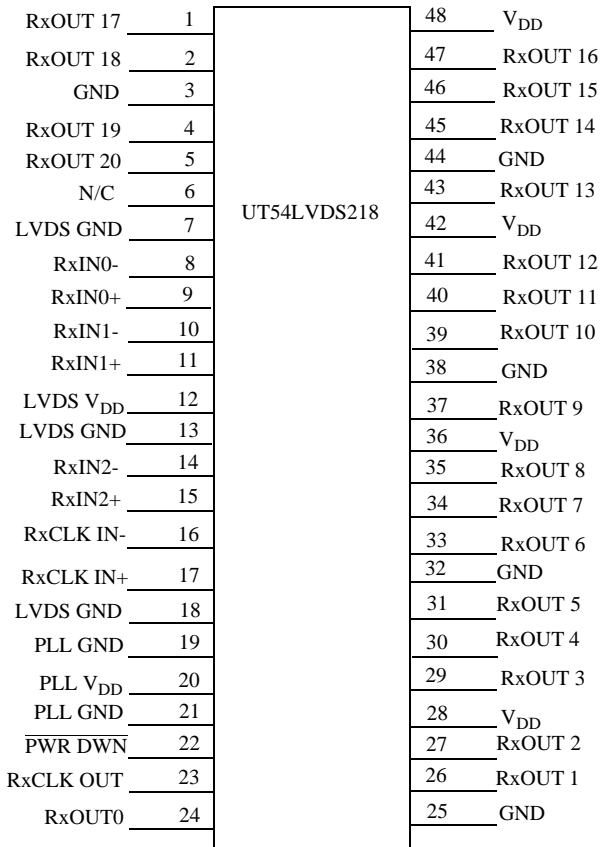 RxOUT 17 1 48 VDD
RxOUT 18 2 47 RxOUT 16
GND 3 46 RxOUT 15
RxOUT 19 4 45 RxOUT 14
RxOUT 20 5 44 GND
N/C 6 43 RxOUT 13
UT54LVDS218
LVDS GND 7 42 VDD
RxIN0- 8 41 RxOUT 12
RxIN0+ 9 40 RxOUT 11
RxIN1- 10 39 RxOUT 10
RxIN1+ 11 38 GND
LVDS VDD 12 37 RxOUT 9
LVDS GND 13 36 VDD
RxIN2- 14 35 RxOUT 8
RxIN2+ 15 34 RxOUT 7
RxCLK IN- 16 33 RxOUT 6
RxCLK IN+ 17 32 GND
LVDS GND 18 31 RxOUT 5
PLL GND 19 30 RxOUT 4
PLL VDD 20 29 RxOUT 3
PLL GND 21 28 VDD
PWR DWN 22 27 RxOUT 2
RxCLK OUT 23 26 RxOUT 1
RxOUT0 24 25 GND